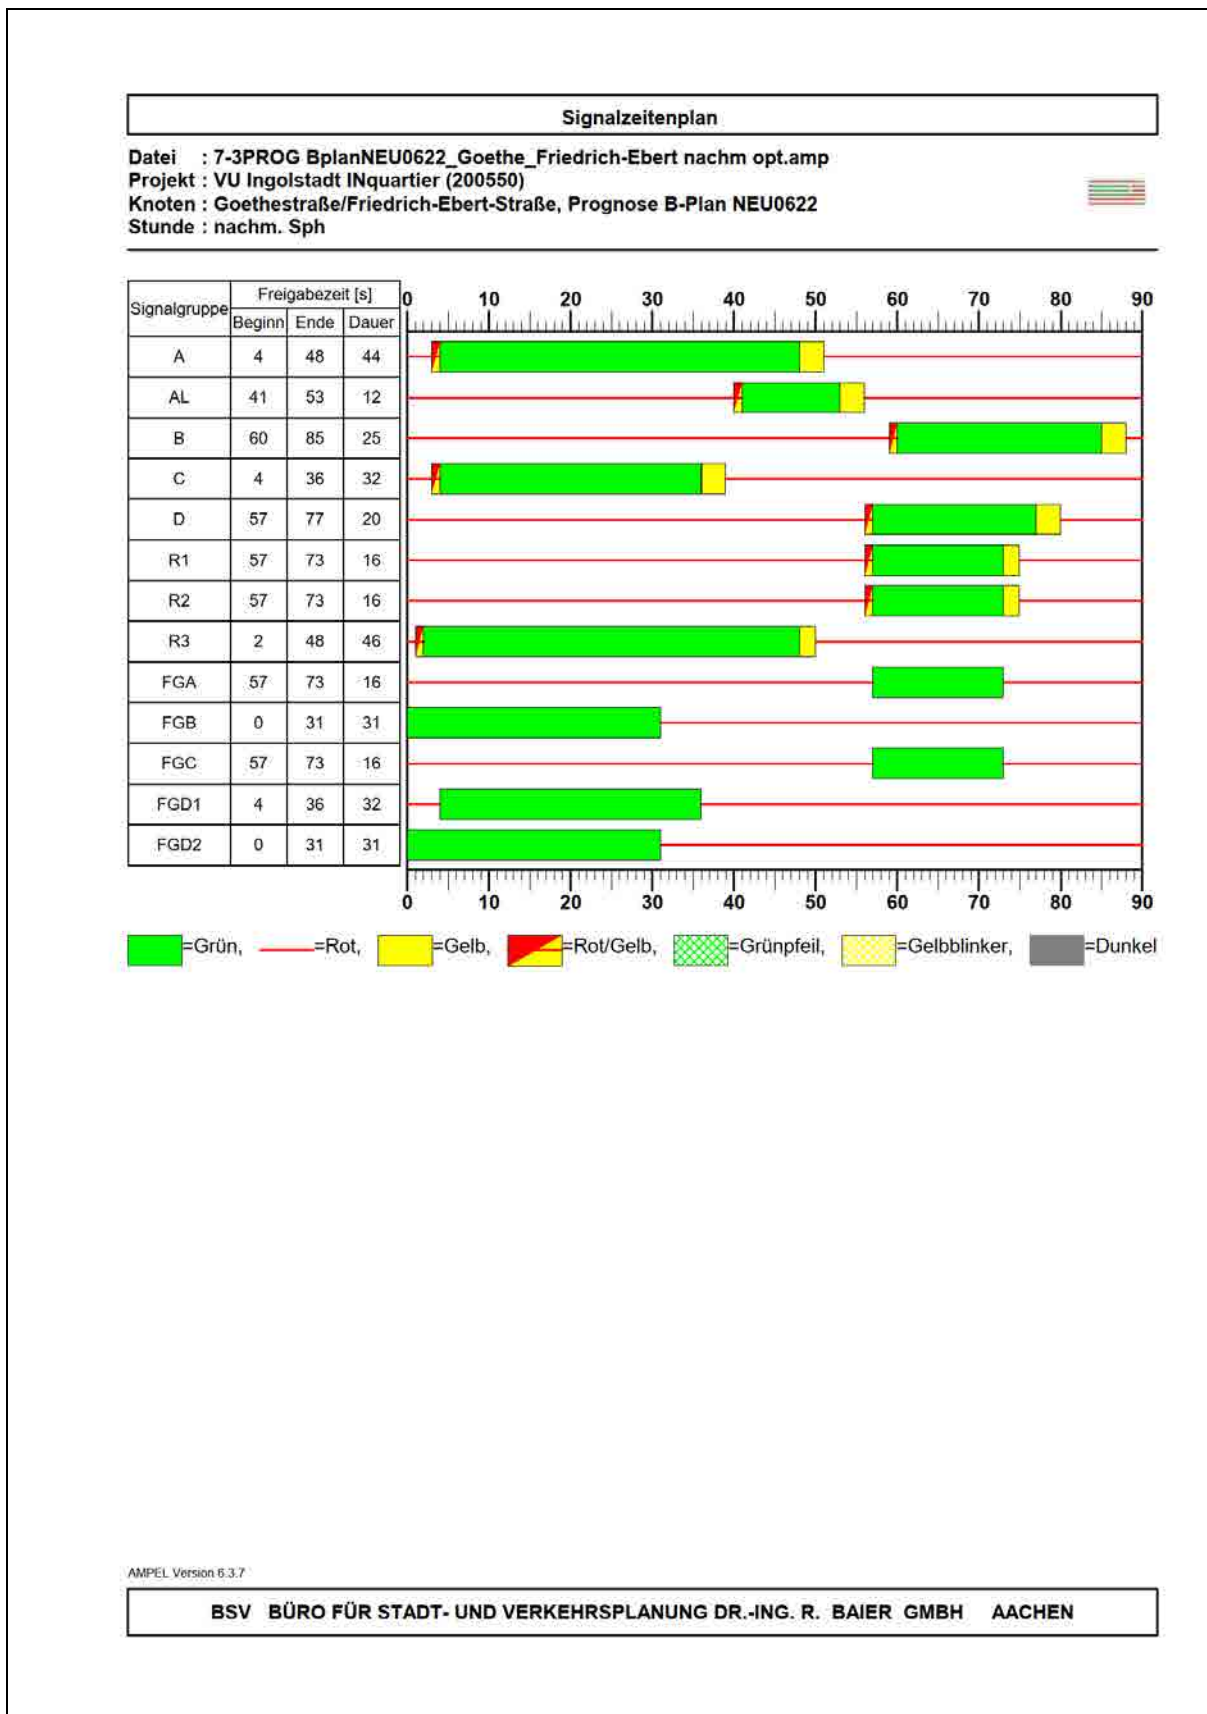 Signalzeitenplan
Datei : 7-3PROG BplanNEU0622_Goethe_Friedrich-Ebert nachm opt.amp
Projekt : VU Ingolstadt INquartier (200550)
Knoten : Goethestraße/Friedrich-Ebert-Straße, Prognose B-Plan NEU0622
Stunde : nachm. Sph
Signalgruppe Freigabezeit [s]
Beginn Ende Dauer
0 10 20 30 40 50 60 70 80 90
A 4 48 44
AL 41 53 12
B 60 85 25
C 4 36 32
D 57 77 20
R1 57 73 16
R2 57 73 16
R3 2 48 46
FGA 57 73 16
FGB 0 31 31
FGC 57 73 16
FGD1 4 36 32
FGD2 0 31 31
0 10 20 30 40 50 60 70 80 90
=Grün, =Rot, =Gelb, =Rot/Gelb, =Grünpfeil, =Gelbblinker, =Dunkel
AMPEL Version 6.3.7
BSV BÜRO FÜR STADT- UND VERKEHRSPLANUNG DR.-ING. R. BAIER GMBH AACHEN